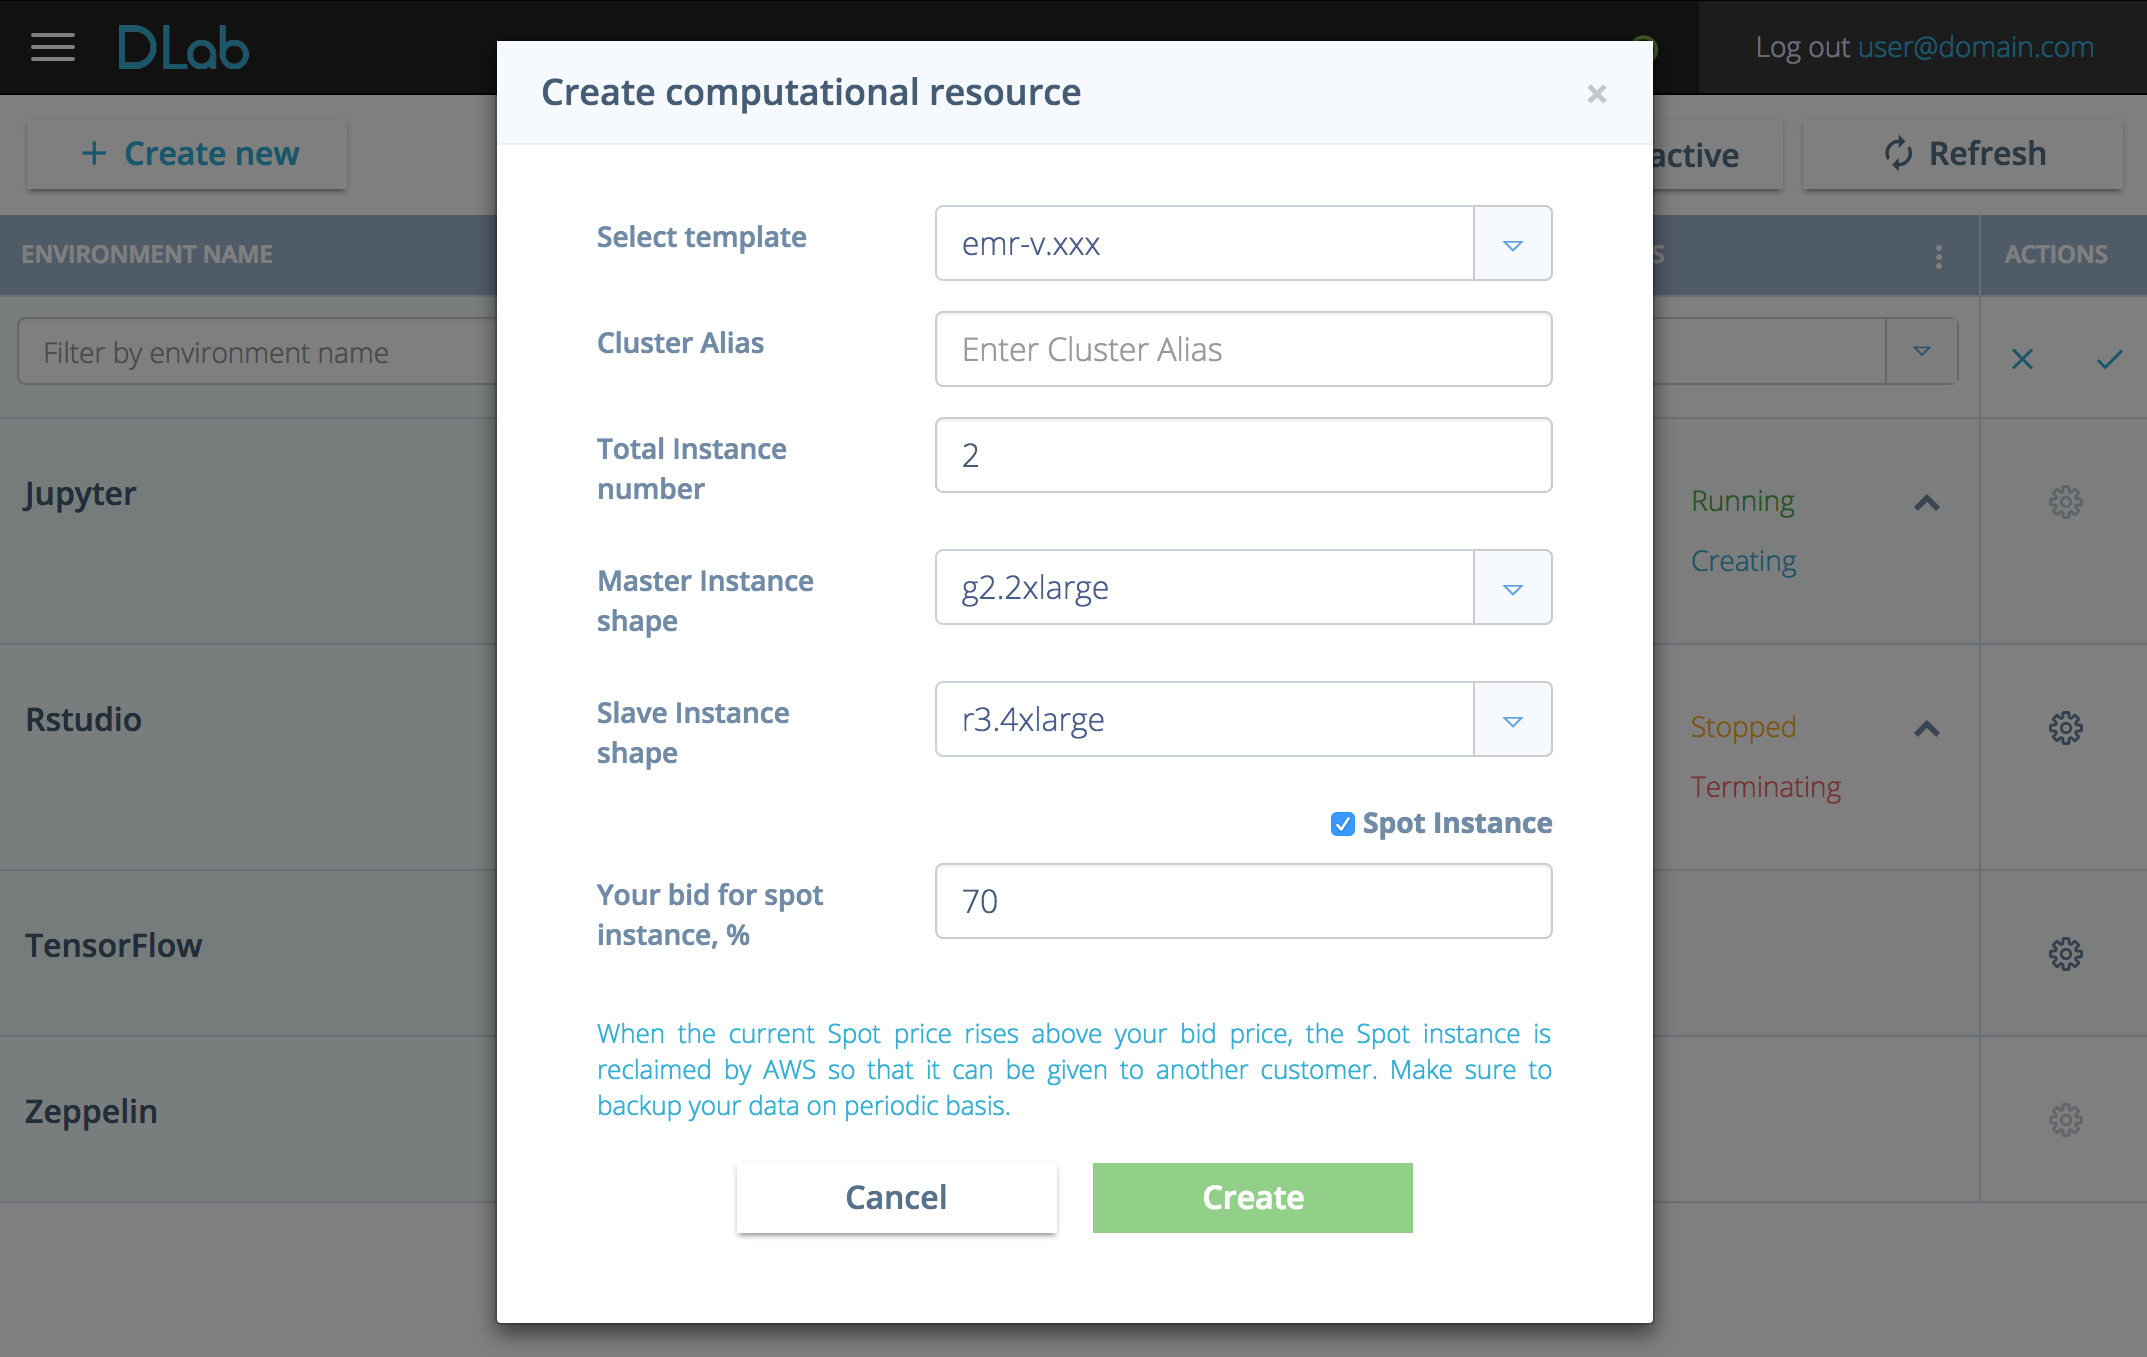 DLab
Log out user@domain.com
Create computational resource
×
+ Create new
active
Refresh
ENVIRONMENT NAME
S
ACTIONS
Select template
emr-v.xxx
Filter by environment name
Cluster Alias
Enter Cluster Alias
Total Instance
number
2
Jupyter
Running
Creating
Master Instance
shape
g2.2xlarge
Slave Instance
shape
r3.4xlarge
Rstudio
Stopped
Terminating
Spot Instance
Your bid for spot
instance, %
70
TensorFlow
When the current Spot price rises above your bid price, the Spot instance is
reclaimed by AWS so that it can be given to another customer. Make sure to
backup your data on periodic basis.
Zeppelin
Cancel
Create